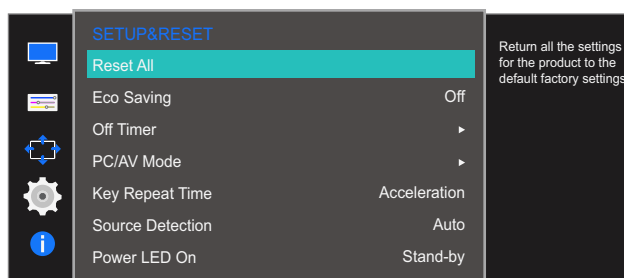 SETUP&RESET
Reset All
Eco Saving Off
Off Timer
PC/AV Mode
Key Repeat Time Acceleration
Source Detection Auto
Power LED On Stand-by
Return all the settings
for the product to the
default factory settings